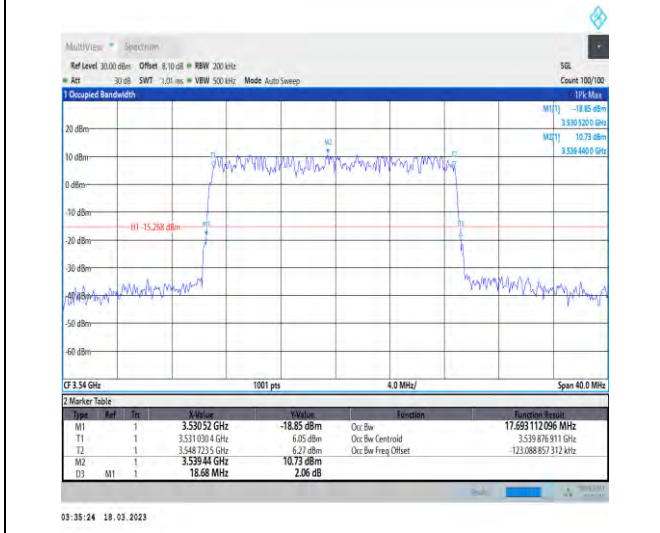 MultiView Spectrum
Ref Level 30.00 dBm Offset 8.10 dB RBW 200 kHz SGL
Att 30 dB SWT 1.01 ms VBW 500 kHz Mode Auto Sweep Count 100/100
1 Occupied Bandwidth 1Pk Max
M1[1] -18.85 dBm
3.530 520 0 GHz
M2[1] 10.73 dBm
3.539 440 0 GHz
20 dBm
M2
10 dBm
T1 T2
0 dBm
-10 dBm
H1 -15.258 dBm
M1
D3
-20 dBm
-30 dBm
-40 dBm
-50 dBm
-60 dBm
CF 3.54 GHz 1001 pts 4.0 MHz/ Span 40.0 MHz
2 Marker Table
Type Ref Trc X-Value Y-Value Function Function Result
M1 1 3.530 52 GHz -18.85 dBm Occ Bw 17.693 112 096 MHz
T1 1 3.531 030 4 GHz 6.05 dBm Occ Bw Centroid 3.539 876 911 GHz
T2 1 3.548 723 5 GHz 6.27 dBm Occ Bw Freq Offset -123.088 857 312 kHz
M2 1 3.539 44 GHz 10.73 dBm
D3 M1 1 18.68 MHz 2.06 dB
03:35:24 18.03.2023